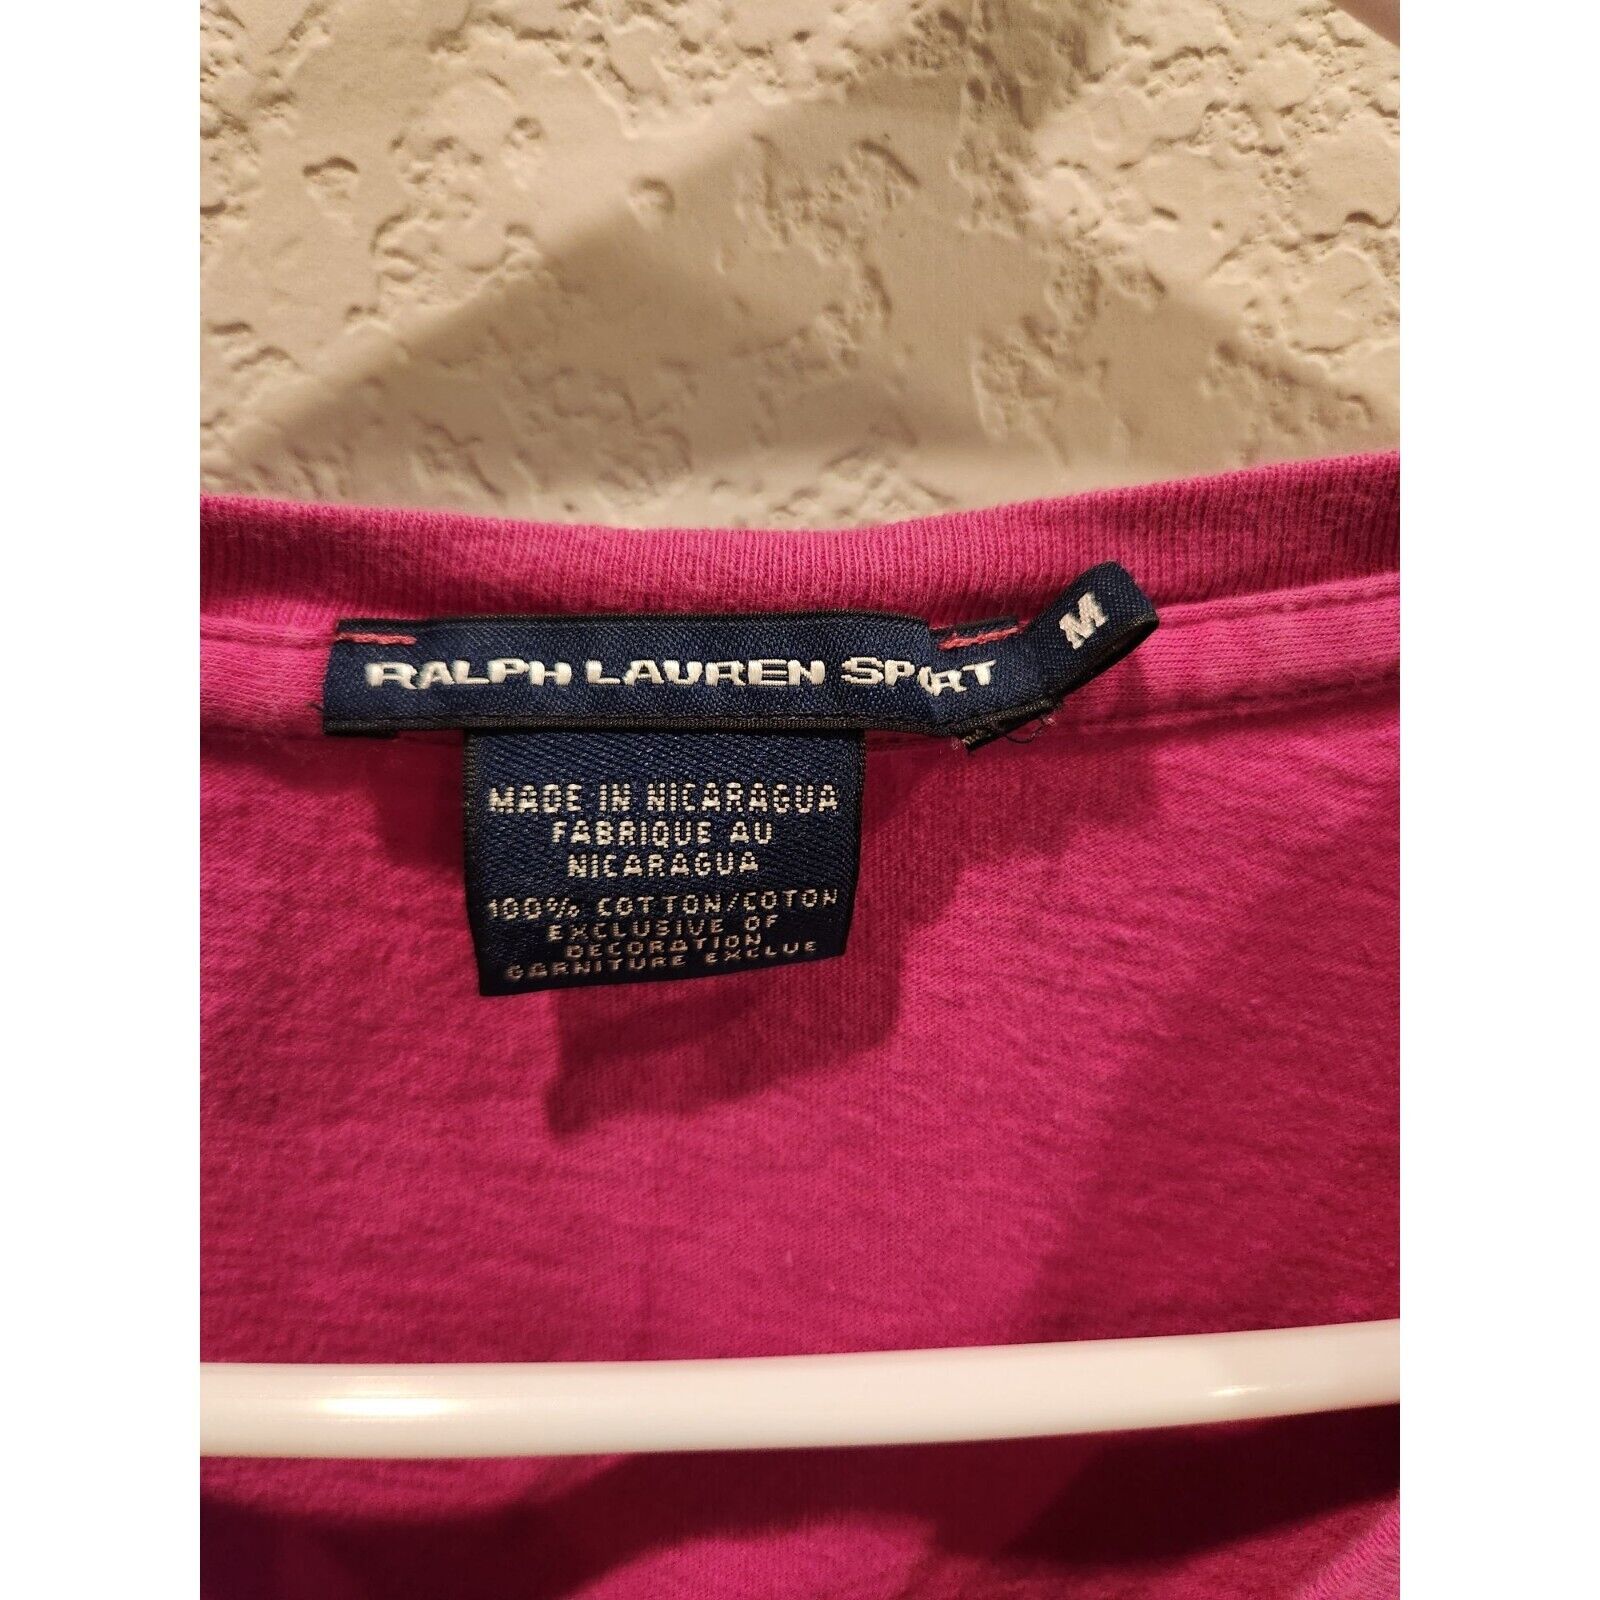 RALPH LAUREN SPORT
M
MADE IN NICARAGUA
FABRIQUE AU
NICARAGUA
100% COTTON/COTON
EXCLUSIVE OF
DECORATION
GARNITURE EXCLUE